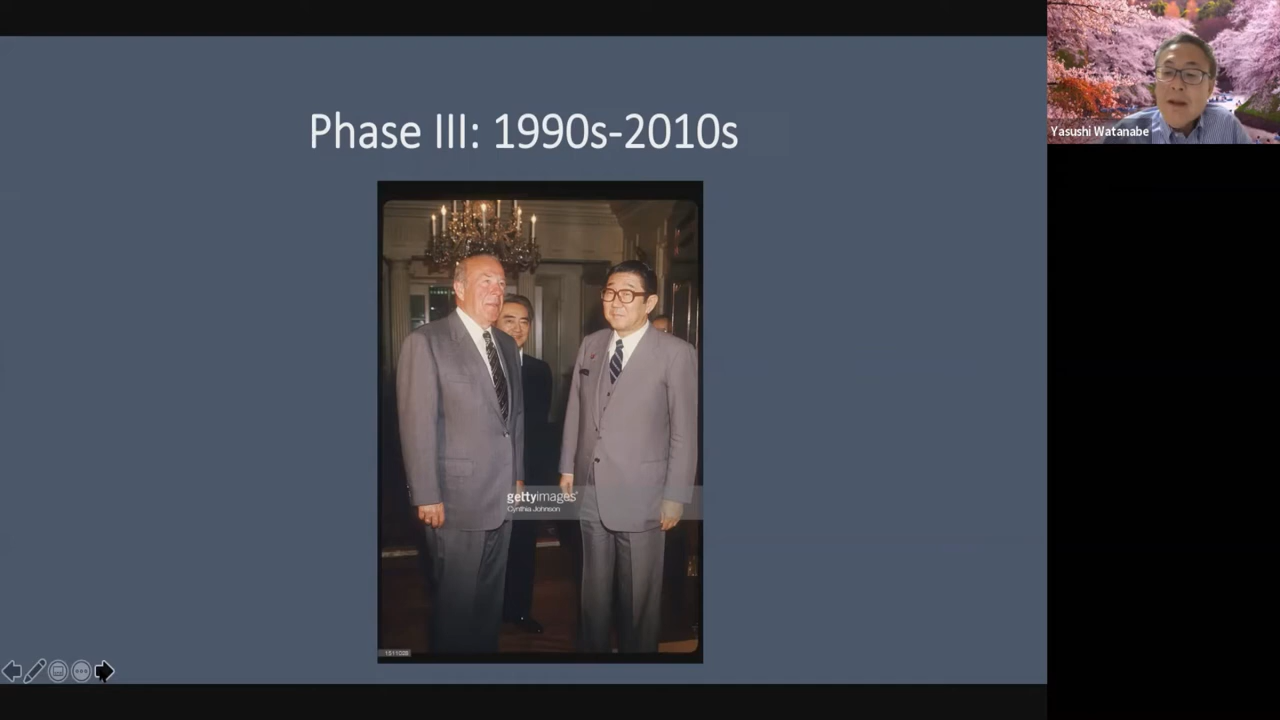 Phase III: 1990s-2010s
Yasushi Watanabe
gettyimages®
Cynthia Johnson